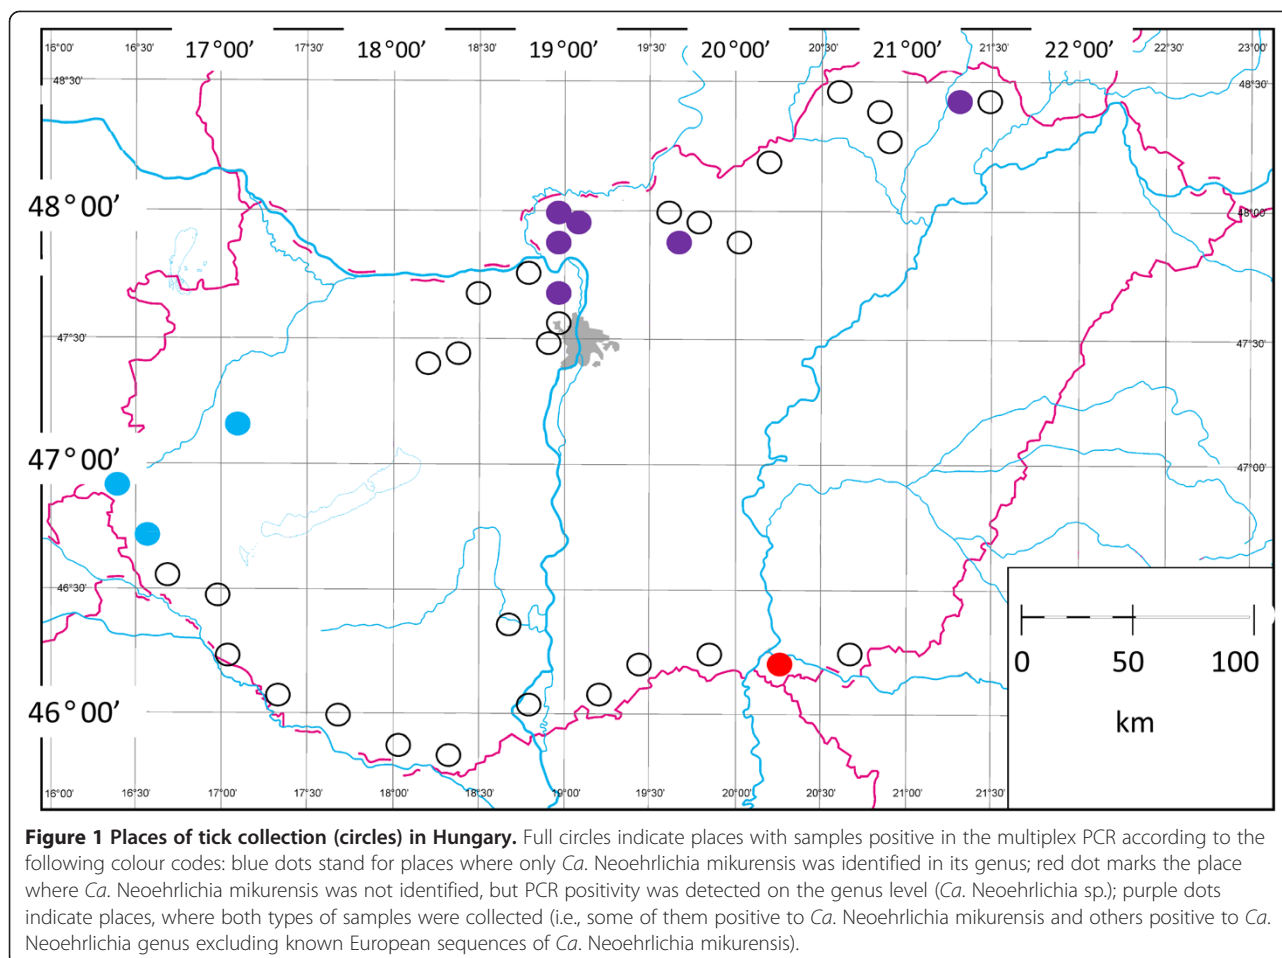 16°00′ 16°30′ 17°00′ 17°30′ 18°00′ 18°30′ 19°00′ 19°30′ 20°00′ 20°30′ 21°00′ 21°30′ 22°00′ 22°30′ 23°00′
48°30′ 48°30′
48°00′ 48°00′
47°30′ 47°30′
47°00′ 47°00′
46°30′
46°00′
0 50 100
km
16°00′ 16°30′ 17°00′ 17°30′ 18°00′ 18°30′ 19°00′ 19°30′ 20°00′ 20°30′ 21°00′ 21°30′
Figure 1 Places of tick collection (circles) in Hungary. Full circles indicate places with samples positive in the multiplex PCR according to the
following colour codes: blue dots stand for places where only Ca. Neoehrlichia mikurensis was identified in its genus; red dot marks the place
where Ca. Neoehrlichia mikurensis was not identified, but PCR positivity was detected on the genus level (Ca. Neoehrlichia sp.); purple dots
indicate places, where both types of samples were collected (i.e., some of them positive to Ca. Neoehrlichia mikurensis and others positive to Ca.
Neoehrlichia genus excluding known European sequences of Ca. Neoehrlichia mikurensis).